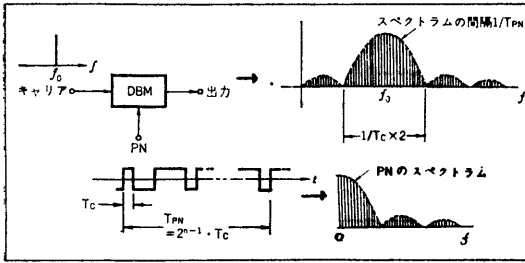 スペクトラムの間隔1/TPN
f₀
f
キャリア
DBM
出力
PN
f₀
f
1/Tc×2
t
Tc
TPN
=2ⁿ⁻¹・Tc
PNのスペクトラム
0
f